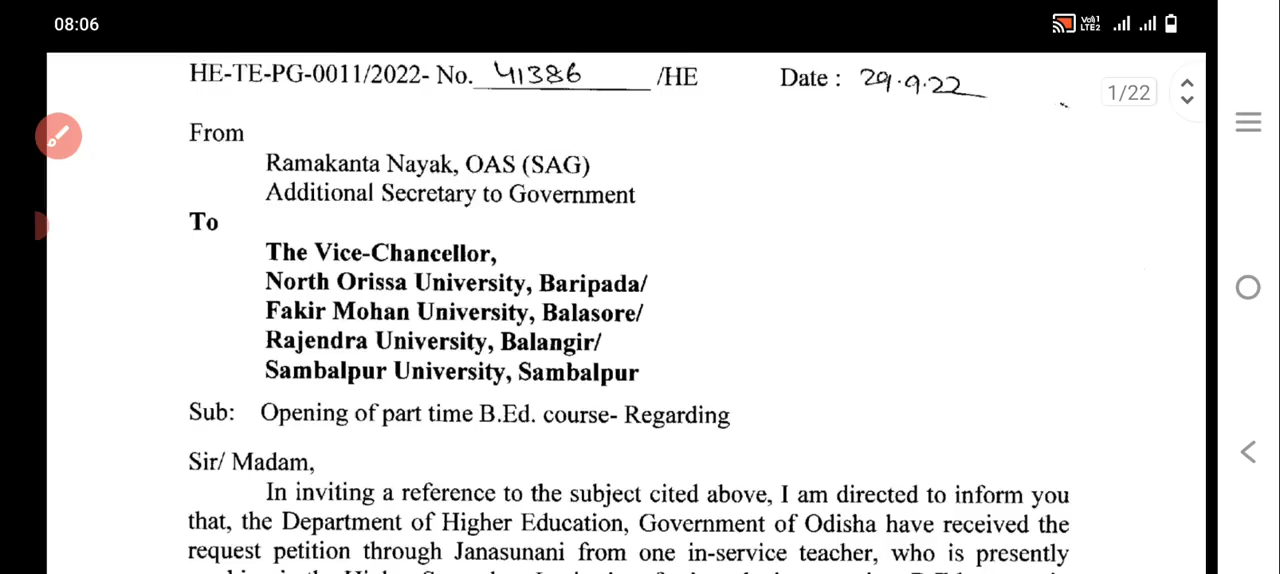 08:06
Vo) 1
LTE2
HE-TE-PG-0011/2022- No. 41386 /HE Date : 29.9.22
1/22
From
Ramakanta Nayak, OAS (SAG)
Additional Secretary to Government
To
The Vice-Chancellor,
North Orissa University, Baripada/
Fakir Mohan University, Balasore/
Rajendra University, Balangir/
Sambalpur University, Sambalpur
Sub: Opening of part time B.Ed. course- Regarding
Sir/ Madam,
In inviting a reference to the subject cited above, I am directed to inform you
that, the Department of Higher Education, Government of Odisha have received the
request petition through Janasunani from one in-service teacher, who is presently